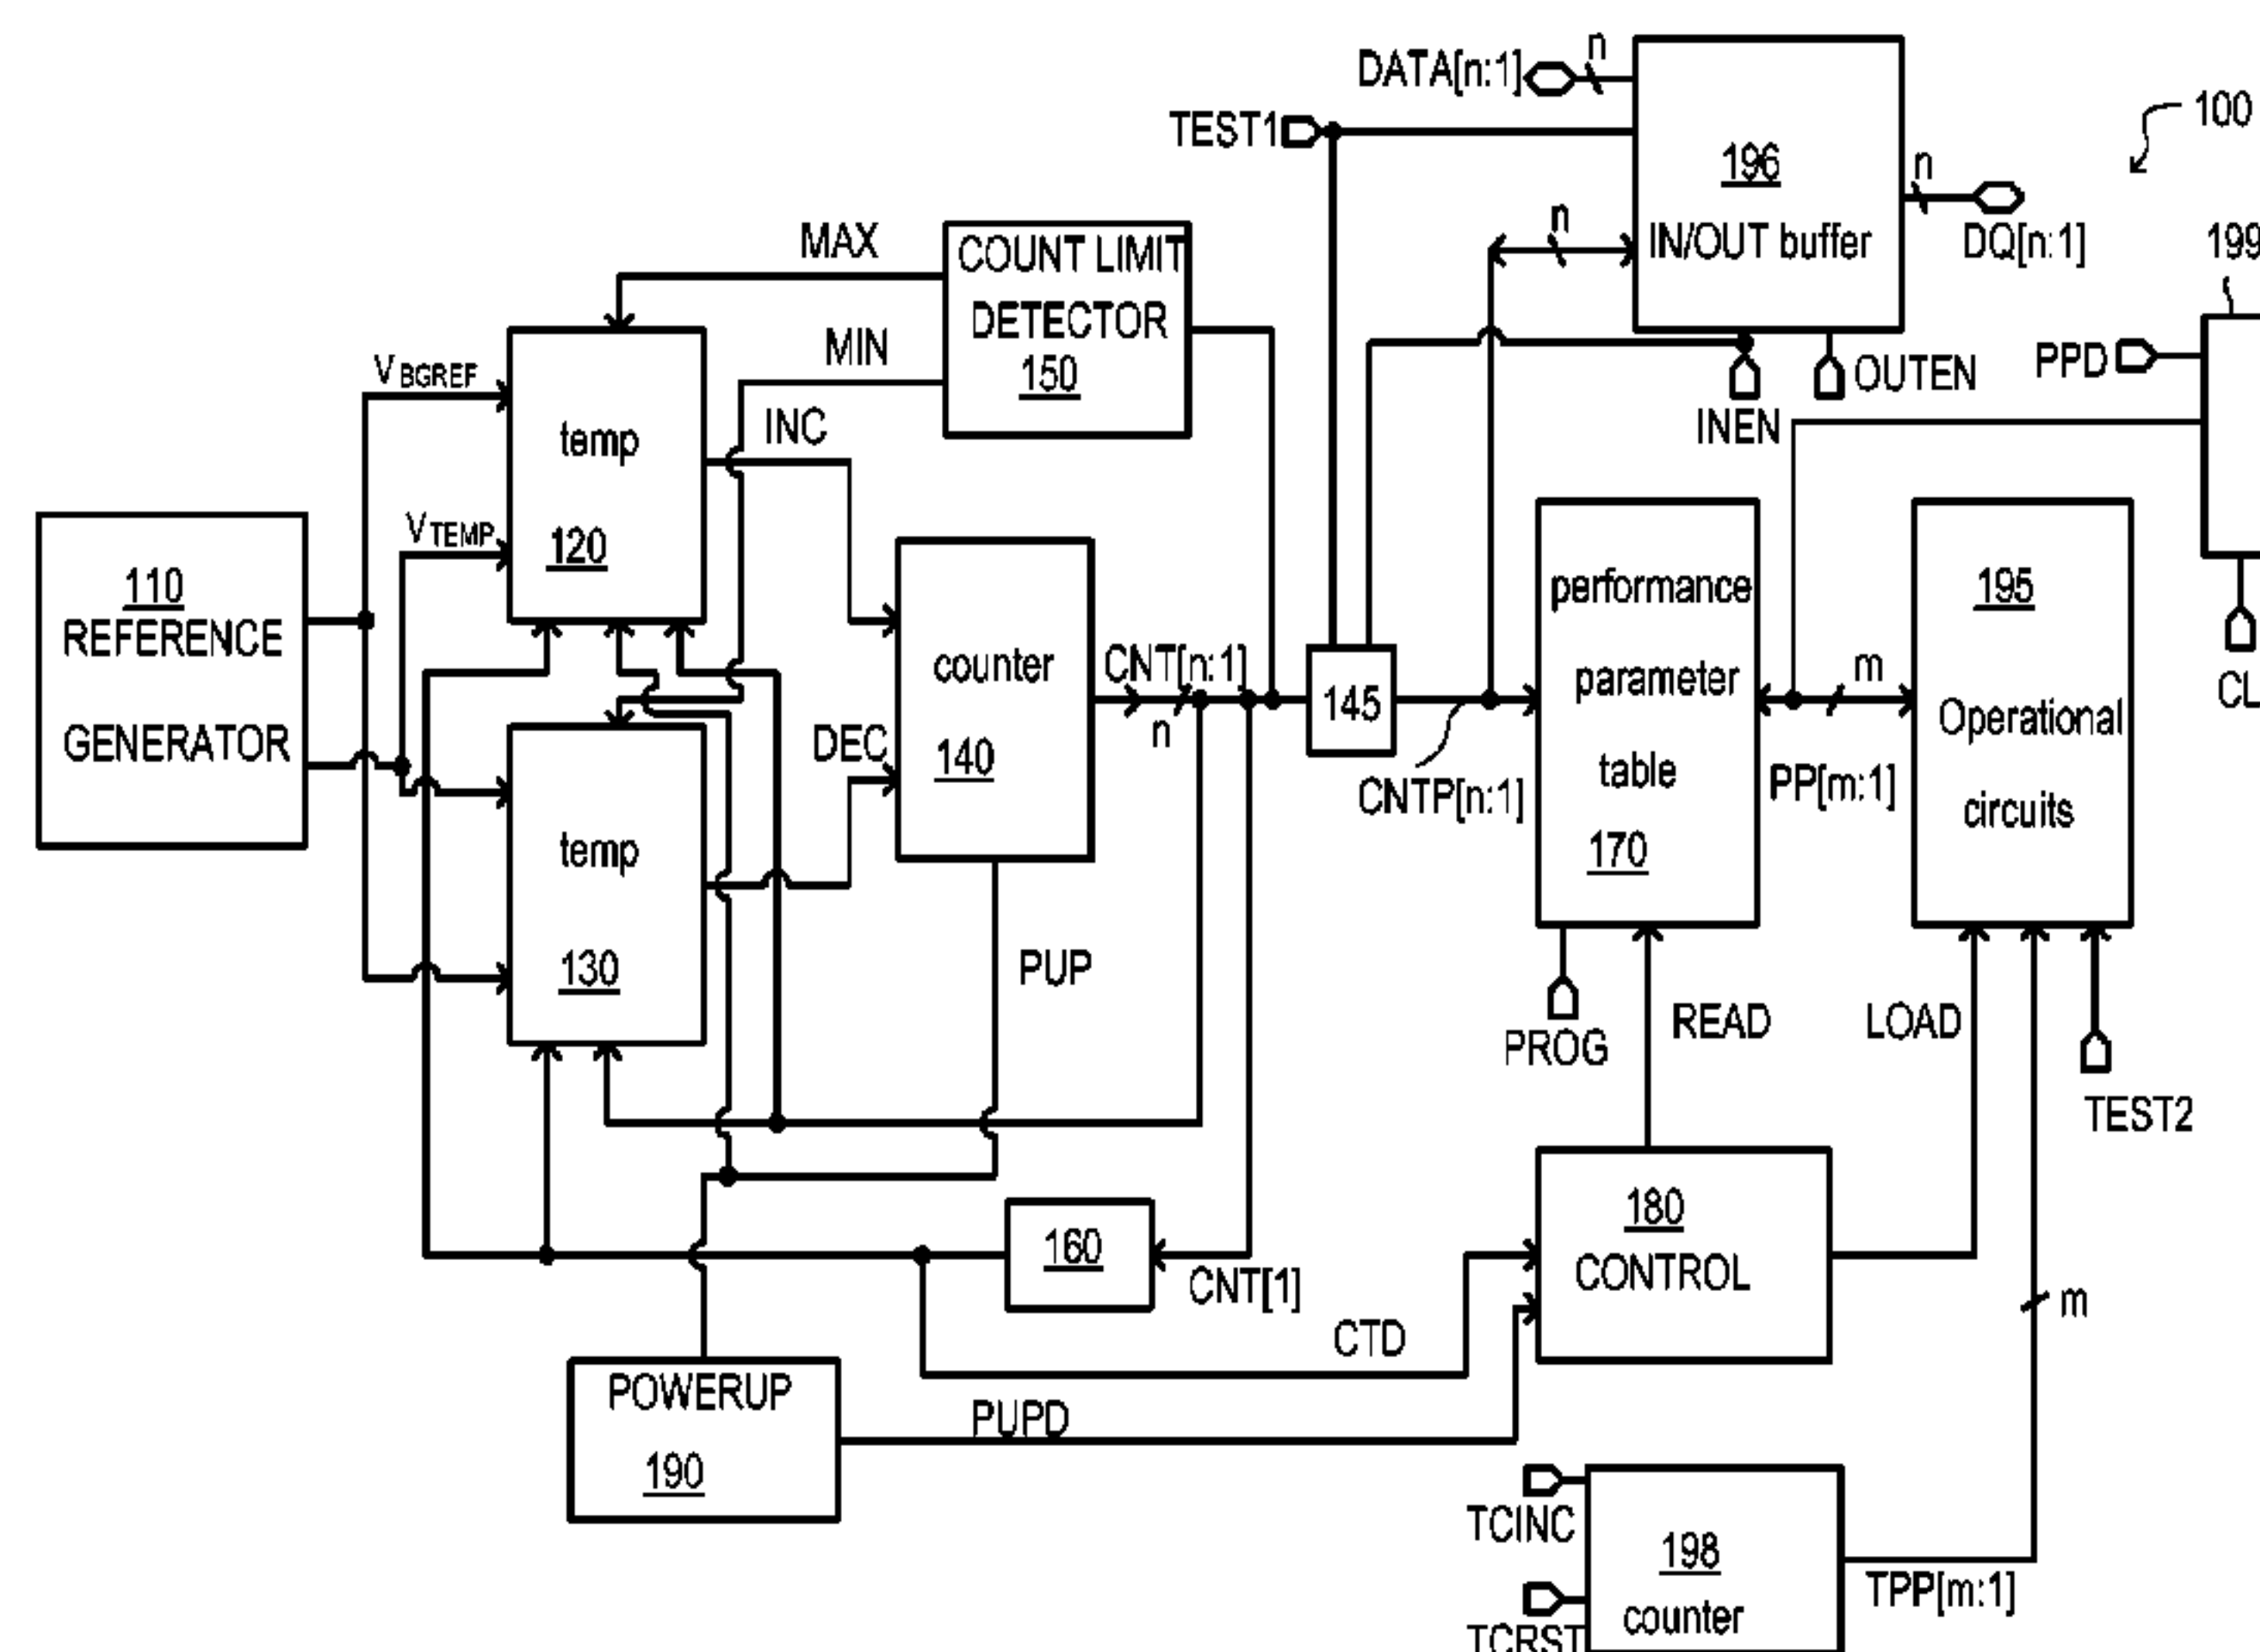 DATA[n:1]
n
TEST1
196
IN/OUT buffer
n
n
DQ[n:1]
100
199
MAX
COUNT LIMIT
DETECTOR
150
MIN
INC
VBGREF
VTEMP
temp
120
110
REFERENCE
GENERATOR
temp
130
counter
140
DEC
CNT[n:1]
n
145
CNTP[n:1]
INEN
OUTEN
PPD
CL
performance
parameter
table
170
m
PP[m:1]
195
Operational
circuits
PUP
PROG
READ
LOAD
TEST2
160
CNT[1]
180
CONTROL
m
CTD
POWERUP
190
PUPD
TCINC
TCRST
198
counter
TPP[m:1]